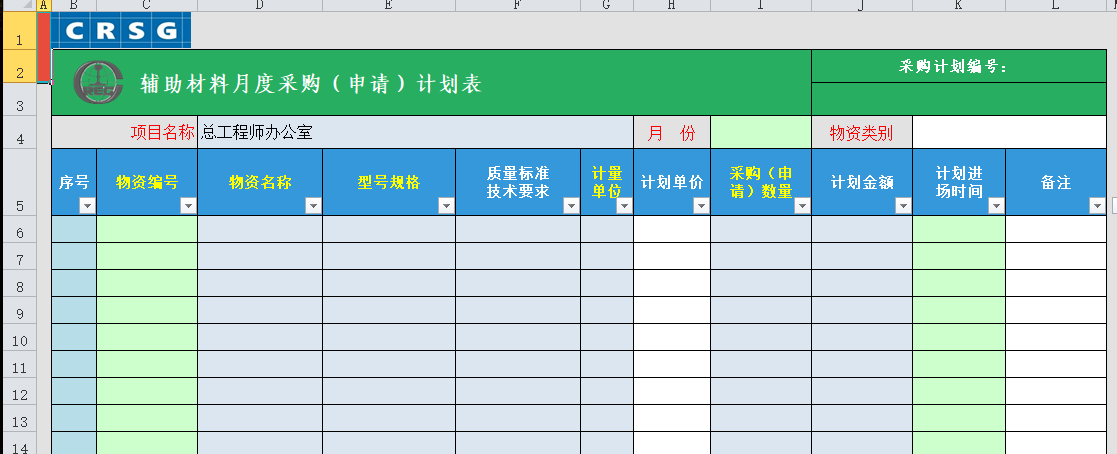 A B C D E F G H I J K L
1 CRSG
2 辅助材料月度采购（申请）计划表 采购计划编号：
3
4 项目名称 总工程师办公室 月 份 物资类别
5 序号 物资编号 物资名称 型号规格 质量标准 计量 计划单价 采购（申 计划金额 计划进 备注
技术要求 单位 请）数量 场时间
6
7
8
9
10
11
12
13
14